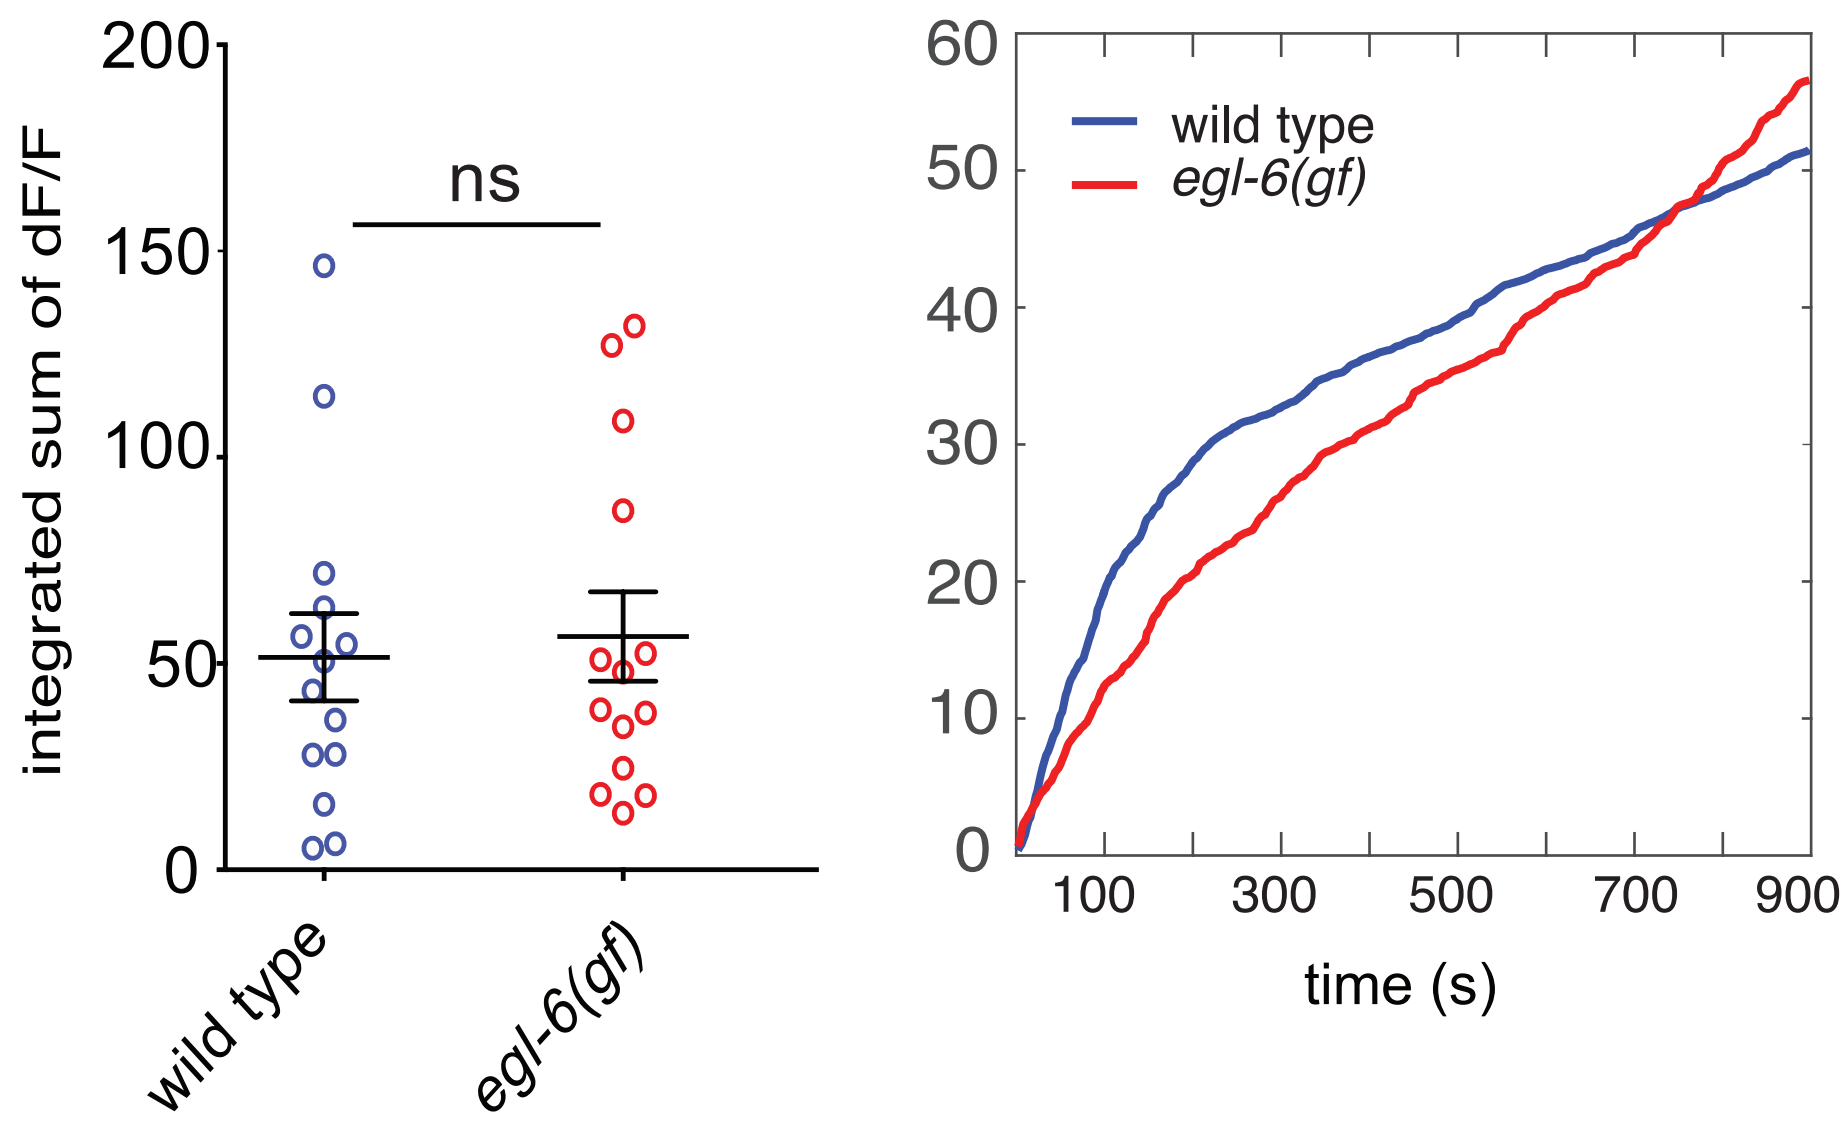 200
150
100
50
0
integrated sum of dF/F
ns
wild type
egl-6(gf)
60
50
40
30
20
10
0
wild type
egl-6(gf)
100 300 500 700 900
time (s)